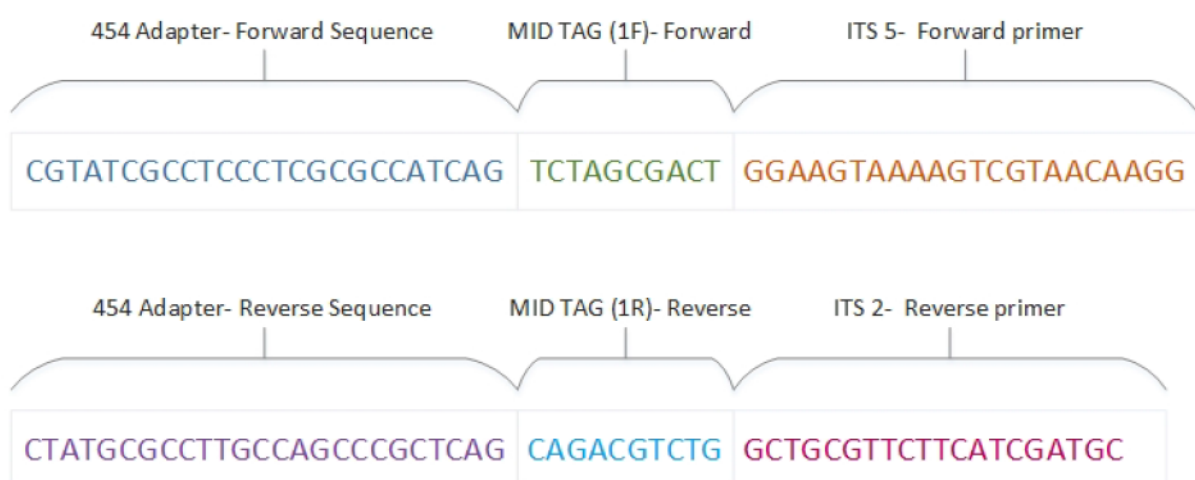 454 Adapter- Forward Sequence MID TAG (1F)- Forward ITS 5- Forward primer
CGTATCGCCTCCCTCGCGCCATCAG TCTAGCGACT GGAAGTAAAAGTCGTAACAAGG
454 Adapter- Reverse Sequence MID TAG (1R)- Reverse ITS 2- Reverse primer
CTATGCGCCTTGCCAGCCCGCTCAG CAGACGTCTG GCTGCGTTCTTCATCGATGC